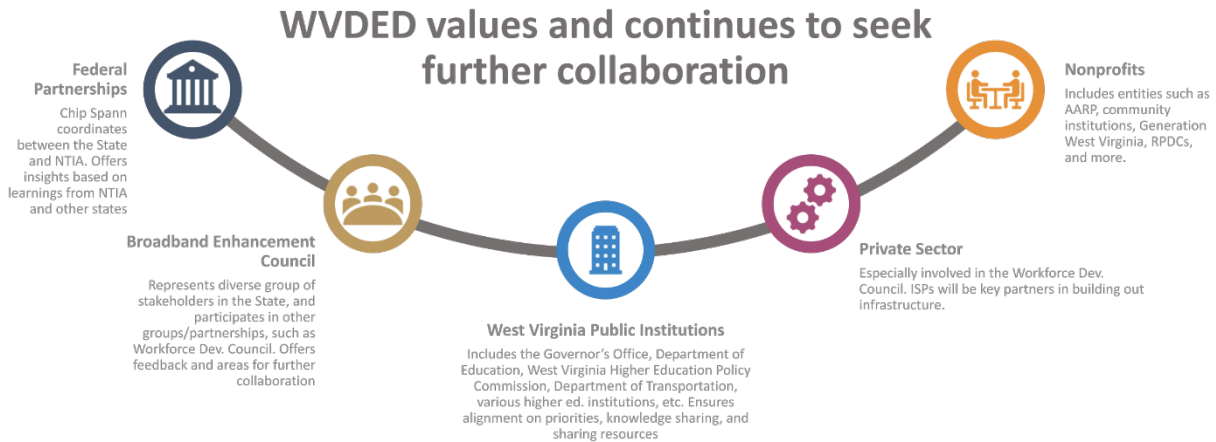 WVDED values and continues to seek
further collaboration
Federal
Partnerships
Chip Spann
coordinates
between the State
and NTIA. Offers
insights based on
learnings from NTIA
and other states
Broadband Enhancement
Council
Represents diverse group of
stakeholders in the State, and
participates in other
groups/partnerships, such as
Workforce Dev. Council. Offers
feedback and areas for further
collaboration
West Virginia Public Institutions
Includes the Governor's Office, Department of
Education, West Virginia Higher Education Policy
Commission, Department of Transportation,
various higher ed. institutions, etc. Ensures
alignment on priorities, knowledge sharing, and
sharing resources
Private Sector
Especially involved in the Workforce Dev.
Council. ISPs will be key partners in building out
infrastructure.
Nonprofits
Includes entities such as
AARP, community
institutions, Generation
West Virginia, RPDCs,
and more.